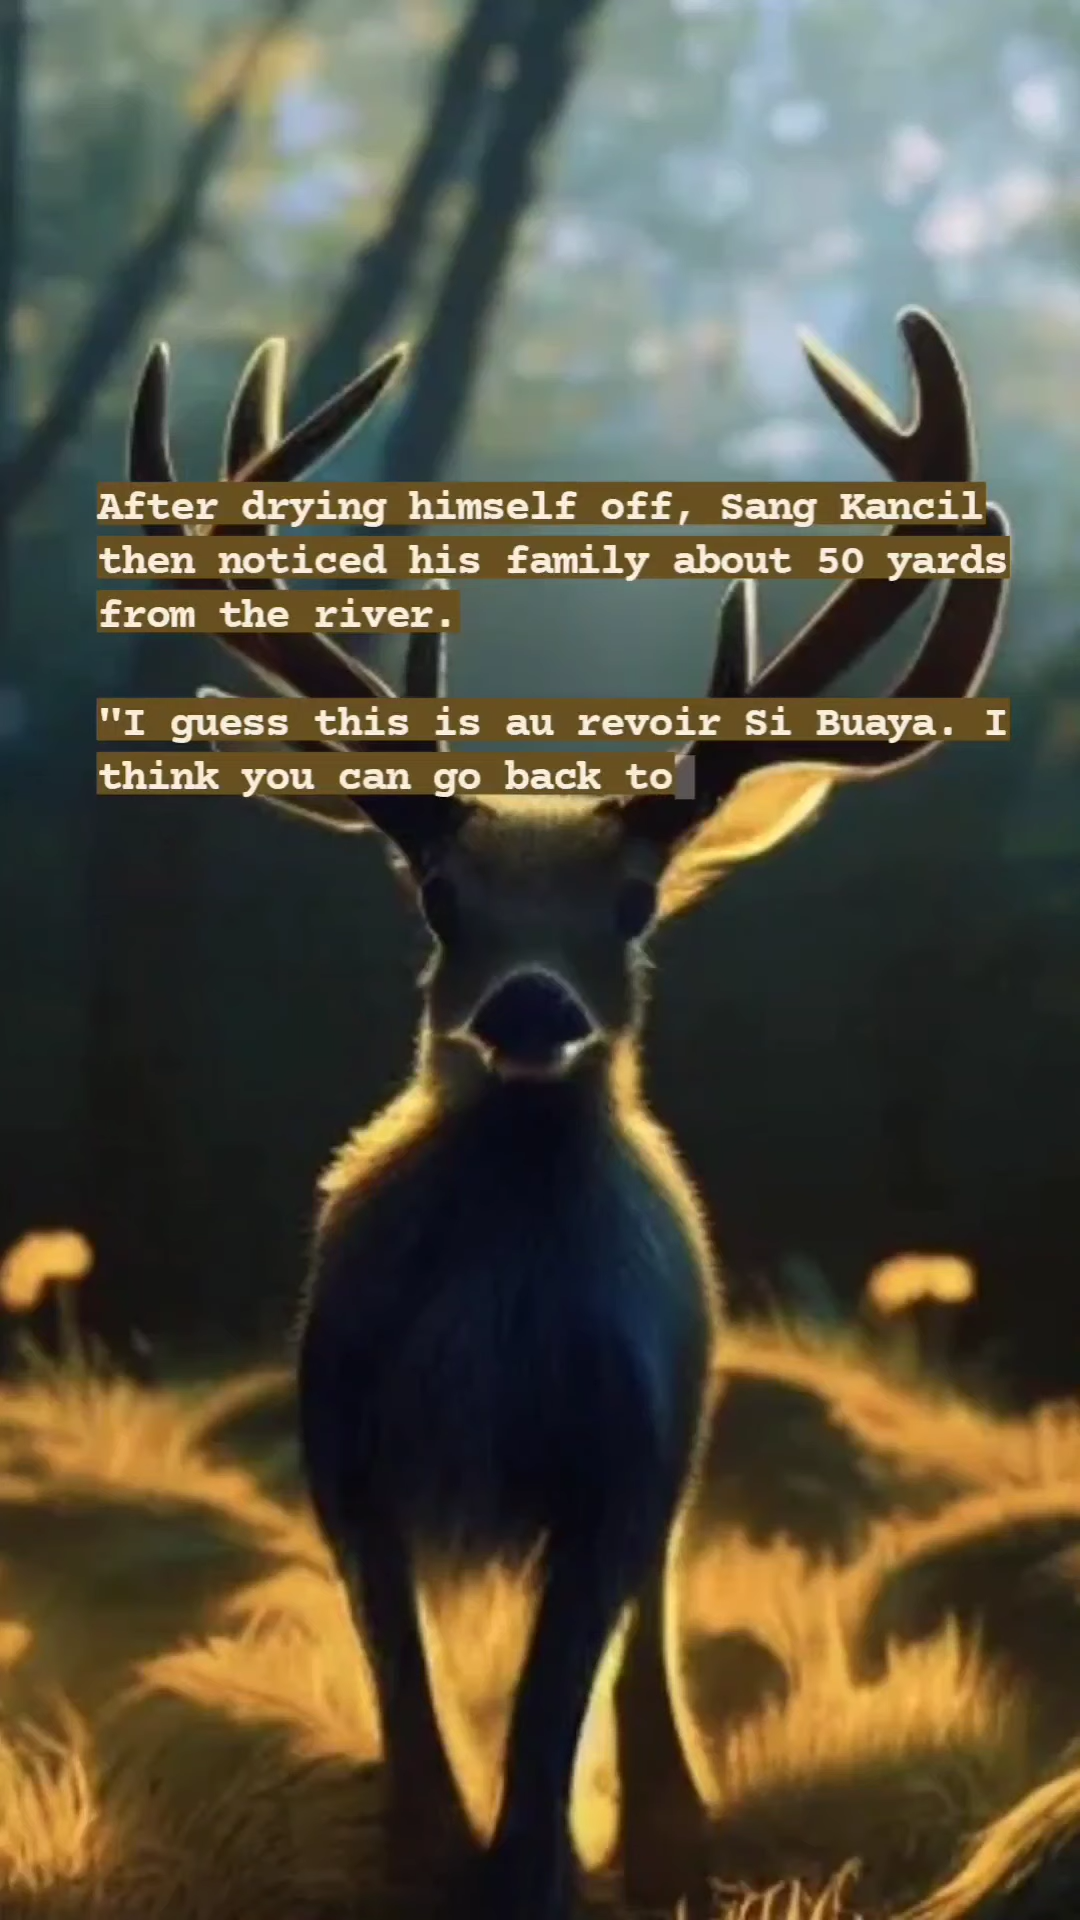 After drying himself off, Sang Kancil
then noticed his family about 50 yards
from the river.
"I guess this is au revoir Si Buaya. I
think you can go back to